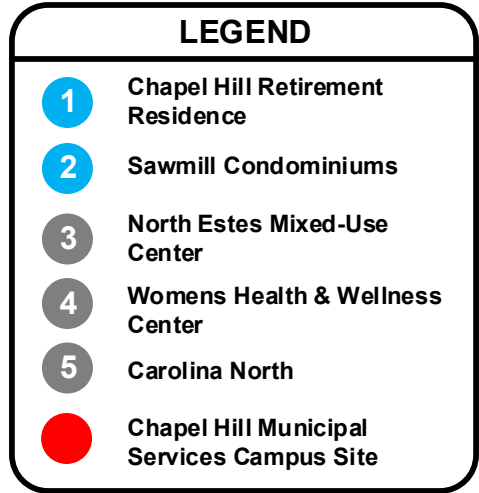 LEGEND
1 Chapel Hill Retirement
Residence
2 Sawmill Condominiums
3 North Estes Mixed-Use
Center
4 Womens Health & Wellness
Center
5 Carolina North
Chapel Hill Municipal
Services Campus Site